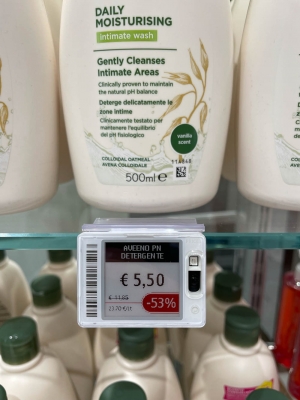 DAILY
MOISTURISING
intimate wash
Gently Cleanses
Intimate Areas
Clinically proven to maintain
the natural pH balance
Deterge delicatamente le
zone intime
Clinicamente testato per
mantenere l'equilibrio
del pH fisiologico
vanilla
scent
COLLOIDAL OATMEAL
AVENA COLLOIDALE
500ml e
AVEENO PN
DETERGENTE
€ 5,50
€ 11,95
-53%